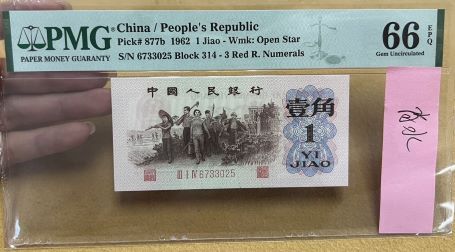 PMG
PAPER MONEY GUARANTY
China / People's Republic
Pick# 877b 1962 1 Jiao - Wmk: Open Star
S/N 6733025 Block 314 - 3 Red R. Numerals
66 EPQ
Gem Uncirculated
中國人民銀行
壹角
1
YI
JIAO
III I IV 6733025